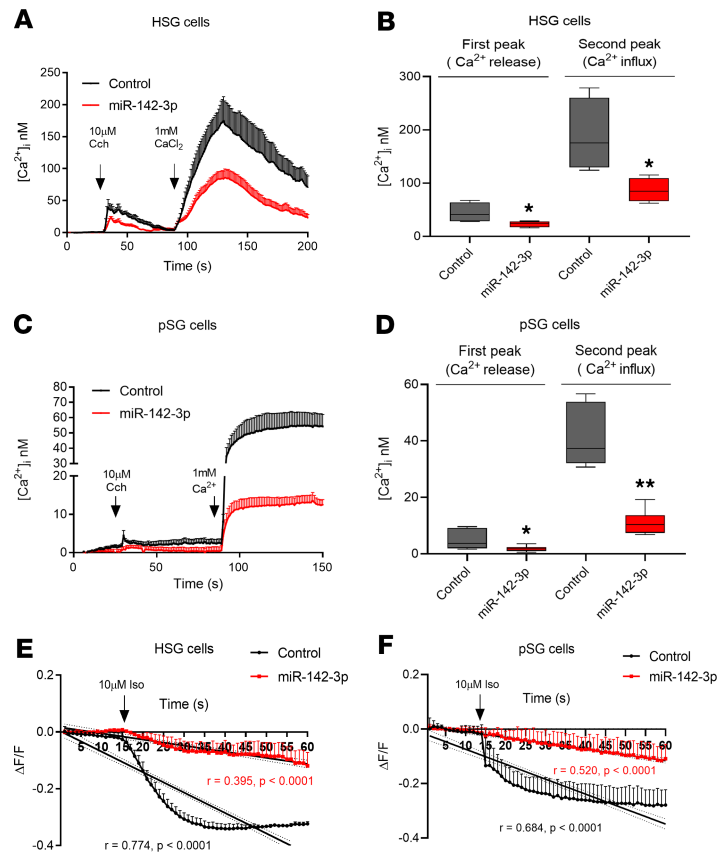 A
HSG cells
250
200
150
100
50
0
[Ca²⁺]ᵢ nM
Control
miR-142-3p
10µM
Cch
1mM
CaCl₂
0
50
100
150
200
Time (s)
B
HSG cells
First peak
( Ca²⁺ release)
Second peak
(Ca²⁺ influx)
300
200
100
0
[Ca²⁺]ᵢ nM
*
*
Control
miR-142-3p
Control
miR-142-3p
C
pSG cells
80
70
60
50
40
30
20
10
0
[Ca²⁺]ᵢ nM
Control
miR-142-3p
10µM
Cch
1mM
Ca²⁺
0
50
100
150
Time (s)
D
pSG cells
First peak
(Ca²⁺ release)
Second peak
( Ca²⁺ influx)
60
40
20
0
[Ca²⁺]ᵢ nM
*
**
Control
miR-142-3p
Control
miR-142-3p
E
HSG cells
Control
miR-142-3p
10µM Iso
Time (s)
0.2
0.0
-0.2
-0.4
ΔF/F
5 10 15 20 25 30 35 40 45 50 55 60
r = 0.395, p < 0.0001
r = 0.774, p < 0.0001
F
pSG cells
Control
miR-142-3p
10µM Iso
Time (s)
0.2
0.0
-0.2
-0.4
ΔF/F
5 10 15 20 25 30 35 40 45 50 55 60
r = 0.520, p < 0.0001
r = 0.684, p < 0.0001